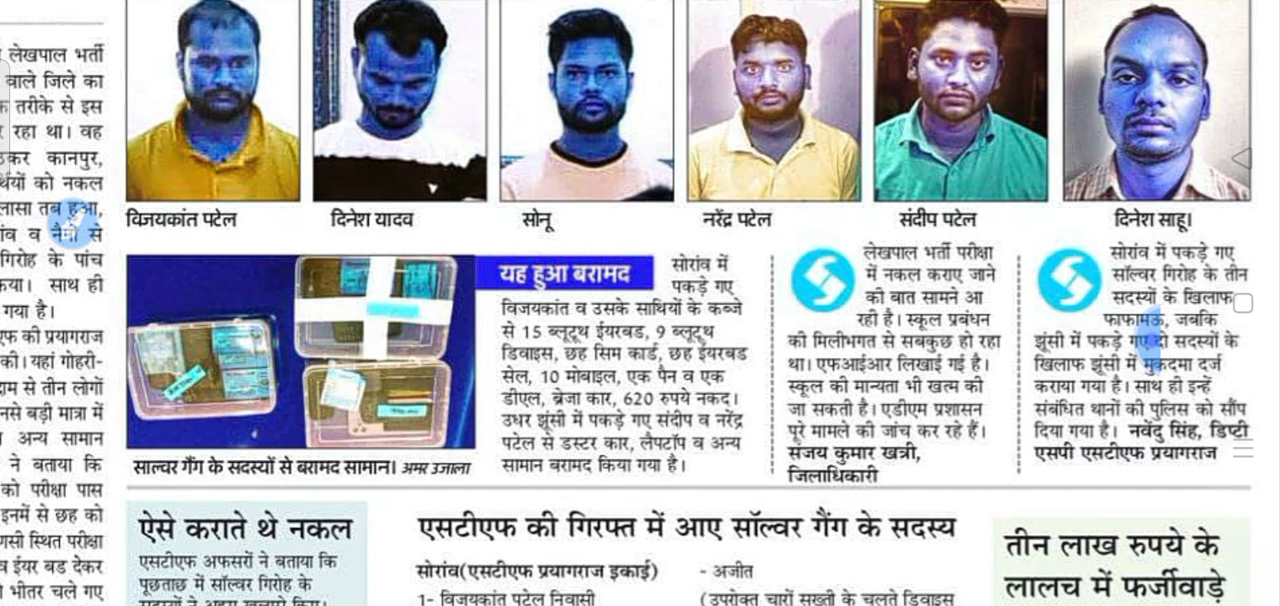 लेखपाल भर्ती
वाले जिले का
तरीके से इस
रहा था। वह
कानपुर,
को नकल
तब हुआ,
व नैनी से
गिरोह के पांच
साथ ही
गया है।
की प्रयागराज
की। यहां गोहरी-
से तीन लोगों
बड़ी मात्रा में
अन्य सामान
ने बताया कि
को परीक्षा पास
इनमें से छह को
स्थित परीक्षा
ईयर बड देकर
भीतर चले गए
विजयकांत पटेल
दिनेश यादव
सोनू
नरेंद्र पटेल
संदीप पटेल
दिनेश साहू।
साल्वर गैंग के सदस्यों से बरामद सामान। अमर उजाला
यह हुआ बरामद
सोरांव में
पकड़े गए
विजयकांत व उसके साथियों के कब्जे
से 15 ब्लूटूथ ईयरबड, 9 ब्लूटूथ
डिवाइस, छह सिम कार्ड, छह ईयरबड
सेल, 10 मोबाइल, एक पैन व एक
डीएल, ब्रेजा कार, 620 रुपये नकद।
उधर झूंसी में पकड़े गए संदीप व नरेंद्र
पटेल से डस्टर कार, लैपटॉप व अन्य
सामान बरामद किया गया है।
लेखपाल भर्ती परीक्षा
में नकल कराए जाने
की बात सामने आ
रही है। स्कूल प्रबंधन
की मिलीभगत से सबकुछ हो रहा
था। एफआईआर लिखाई गई है।
स्कूल की मान्यता भी खत्म की
जा सकती है। एडीएम प्रशासन
पूरे मामले की जांच कर रहे हैं।
संजय कुमार खत्री,
जिलाधिकारी
सोरांव में पकड़े गए
सॉल्वर गिरोह के तीन
सदस्यों के खिलाफ
फाफामऊ, जबकि
झूंसी में पकड़े गए दो सदस्यों के
खिलाफ झूंसी में मुकदमा दर्ज
कराया गया है। साथ ही इन्हें
संबंधित थानों की पुलिस को सौंप
दिया गया है। नवेंदु सिंह, डिप्टी
एसपी एसटीएफ प्रयागराज
ऐसे कराते थे नकल
एसटीएफ अफसरों ने बताया कि
पूछताछ में सॉल्वर गिरोह के
एसटीएफ की गिरफ्त में आए सॉल्वर गैंग के सदस्य
सोरांव(एसटीएफ प्रयागराज इकाई)
1- विजयकांत पटेल निवासी
- अजीत
(उपरोक्त चारों सख्ती के चलते डिवाइस
तीन लाख रुपये के
लालच में फर्जीवाड़े